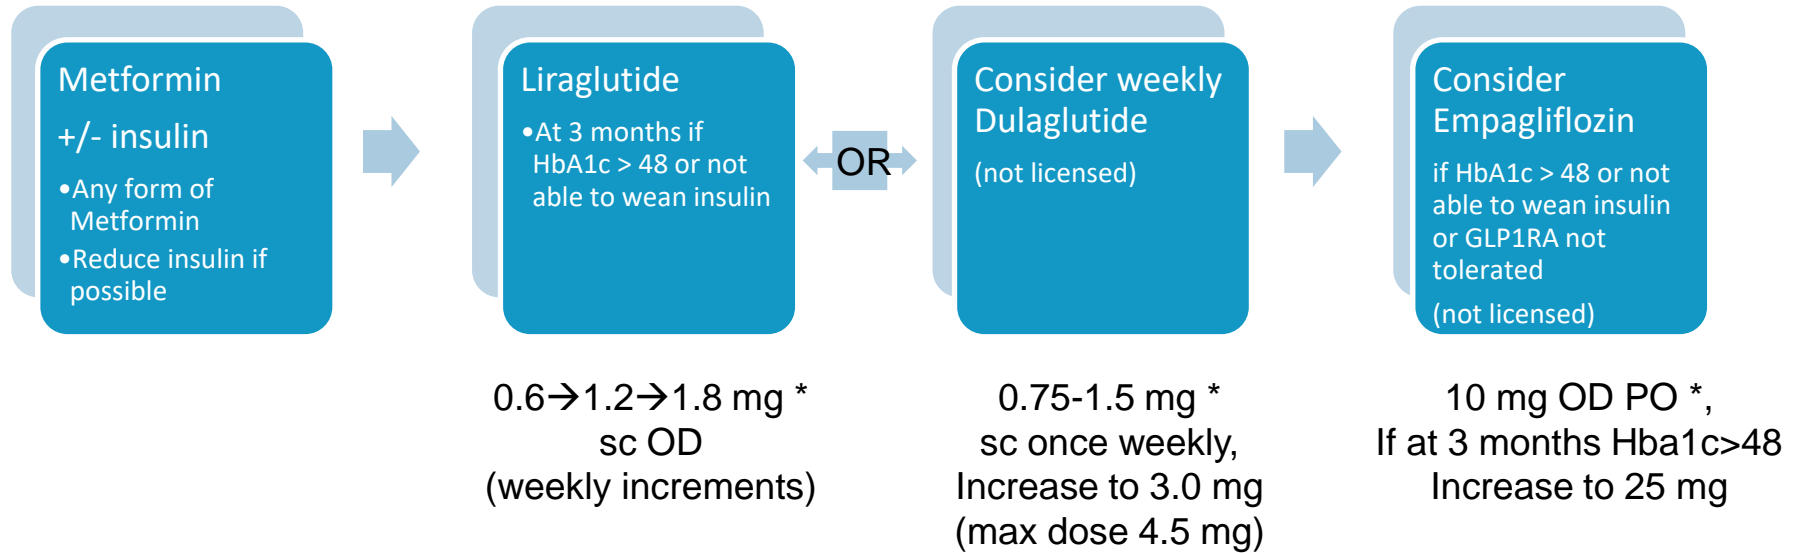 Metformin
+/- insulin
•Any form of
Metformin
•Reduce insulin if
possible
Liraglutide
•At 3 months if
HbA1c > 48 or not
able to wean insulin
OR
Consider weekly
Dulaglutide
(not licensed)
Consider
Empagliflozin
if HbA1c > 48 or not
able to wean insulin
or GLP1RA not
tolerated
(not licensed)
0.6→1.2→1.8 mg *
sc OD
(weekly increments)
0.75-1.5 mg *
sc once weekly,
Increase to 3.0 mg
(max dose 4.5 mg)
10 mg OD PO *,
If at 3 months Hba1c>48
Increase to 25 mg